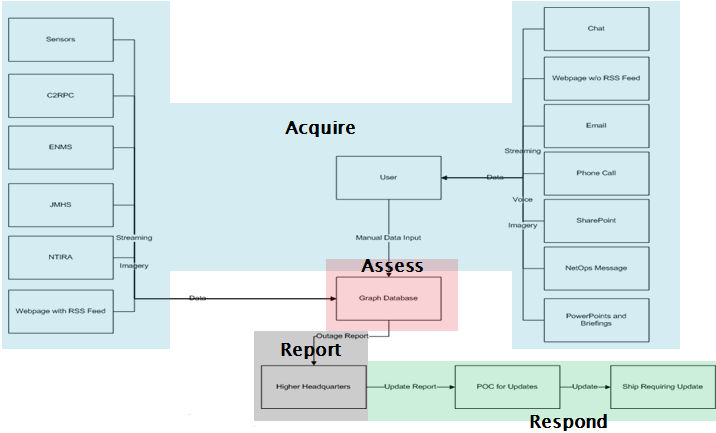 Sensors
C2RPC
ENMS
JMHS
NTIRA
Webpage with RSS Feed
Streaming
Imagery
Data
Acquire
User
Manual Data Input
Chat
Webpage w/o RSS Feed
Email
Phone Call
SharePoint
NetOps Message
PowerPoints and
Briefings
Streaming
Data
Voice
Imagery
Assess
Graph Database
Outage Report
Report
Higher Headquarters
Update Report
POC for Updates
Update
Ship Requiring Update
Respond